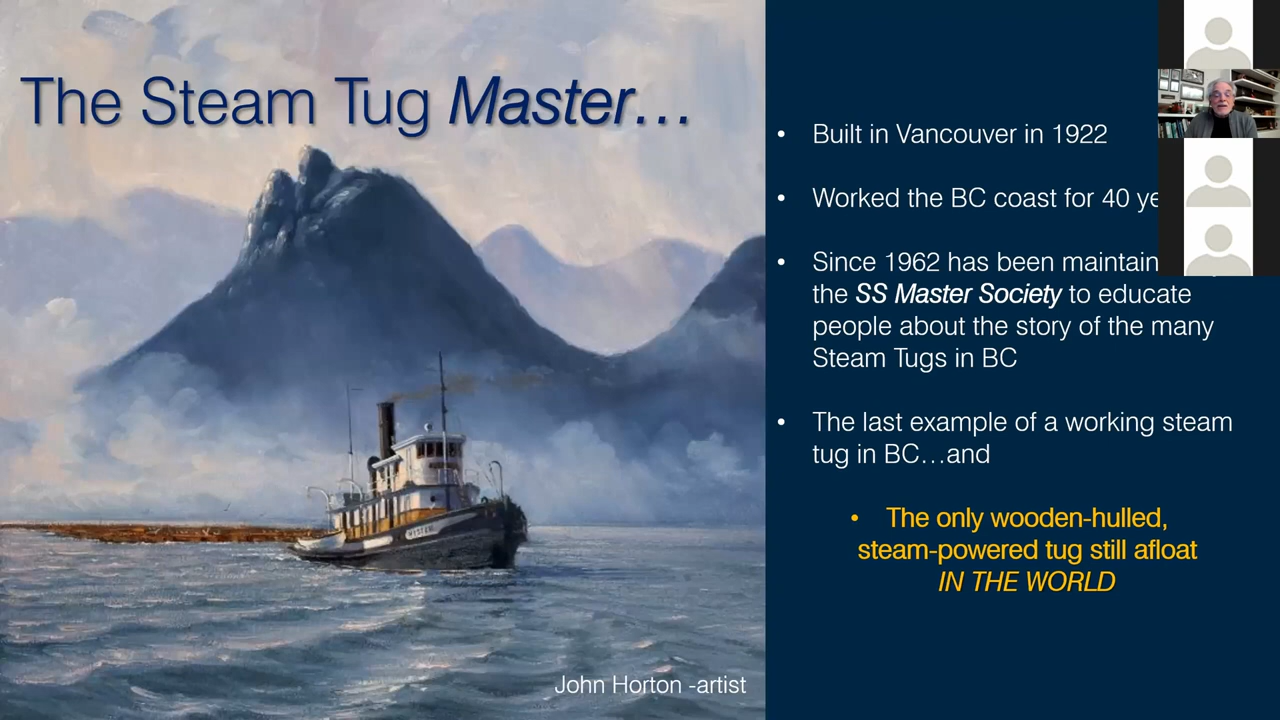 The Steam Tug Master...
• Built in Vancouver in 1922
• Worked the BC coast for 40 ye
• Since 1962 has been maintain
the SS Master Society to educate
people about the story of the many
Steam Tugs in BC
• The last example of a working steam
tug in BC...and
• The only wooden-hulled,
steam-powered tug still afloat
IN THE WORLD
John Horton -artist